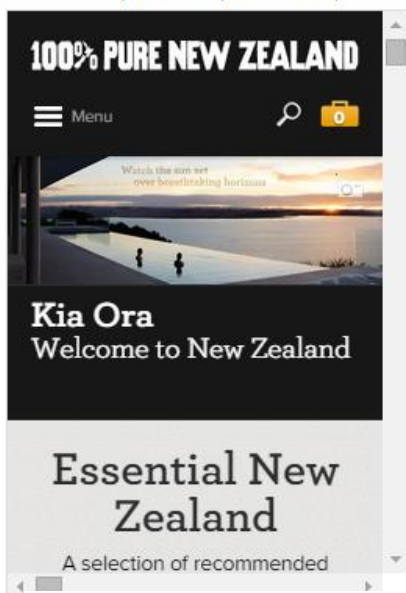 100% PURE NEW ZEALAND
Menu
0
Watch the sun set
over breathtaking horizons
Kia Ora
Welcome to New Zealand
Essential New
Zealand
A selection of recommended